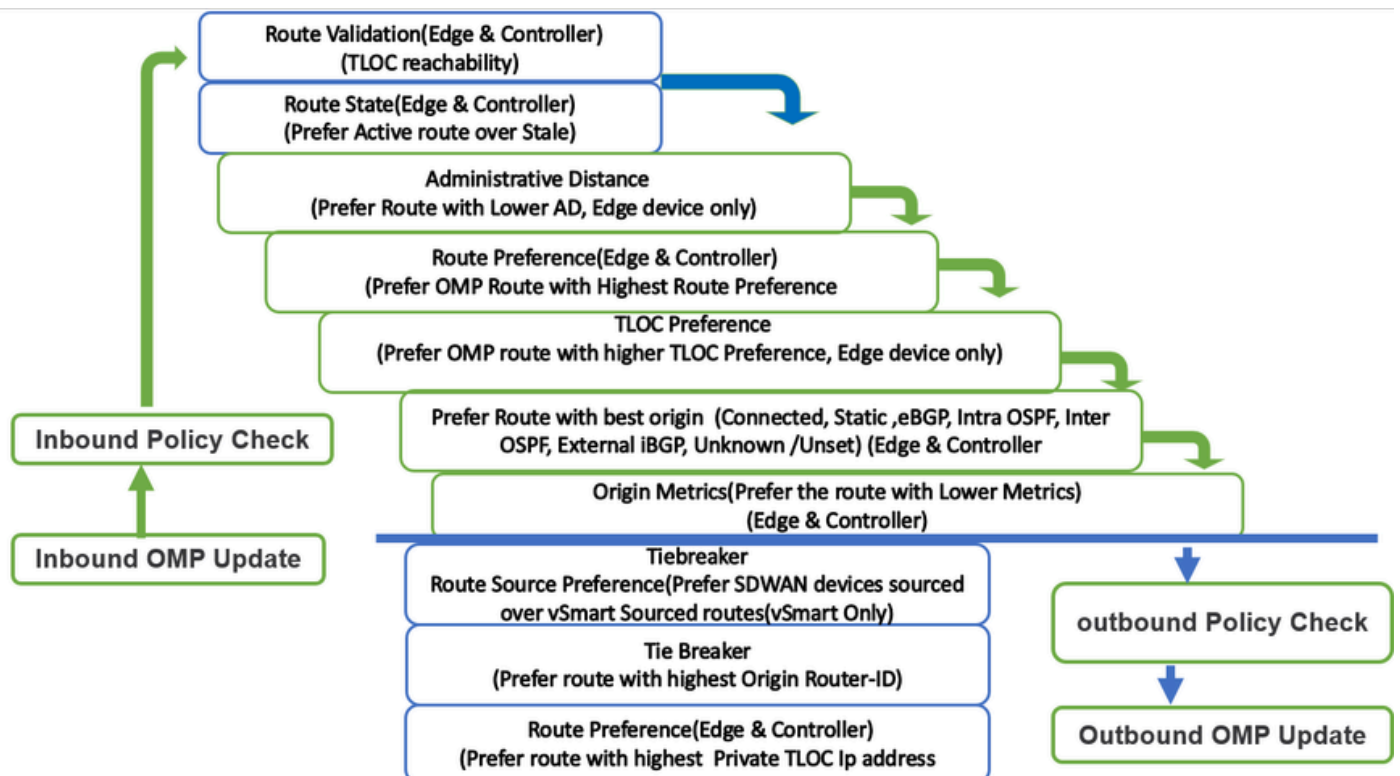 Route Validation(Edge & Controller)
(TLOC reachability)
Route State(Edge & Controller)
(Prefer Active route over Stale)
Administrative Distance
(Prefer Route with Lower AD, Edge device only)
Route Preference(Edge & Controller)
(Prefer OMP Route with Highest Route Preference
TLOC Preference
(Prefer OMP route with higher TLOC Preference, Edge device only)
Prefer Route with best origin (Connected, Static ,eBGP, Intra OSPF, Inter
OSPF, External iBGP, Unknown /Unset) (Edge & Controller
Inbound Policy Check
Origin Metrics(Prefer the route with Lower Metrics)
(Edge & Controller)
Inbound OMP Update
Tiebreaker
Route Source Preference(Prefer SDWAN devices sourced
over vSmart Sourced routes(vSmart Only)
outbound Policy Check
Tie Breaker
(Prefer route with highest Origin Router-ID)
Route Preference(Edge & Controller)
(Prefer route with highest Private TLOC Ip address
Outbound OMP Update